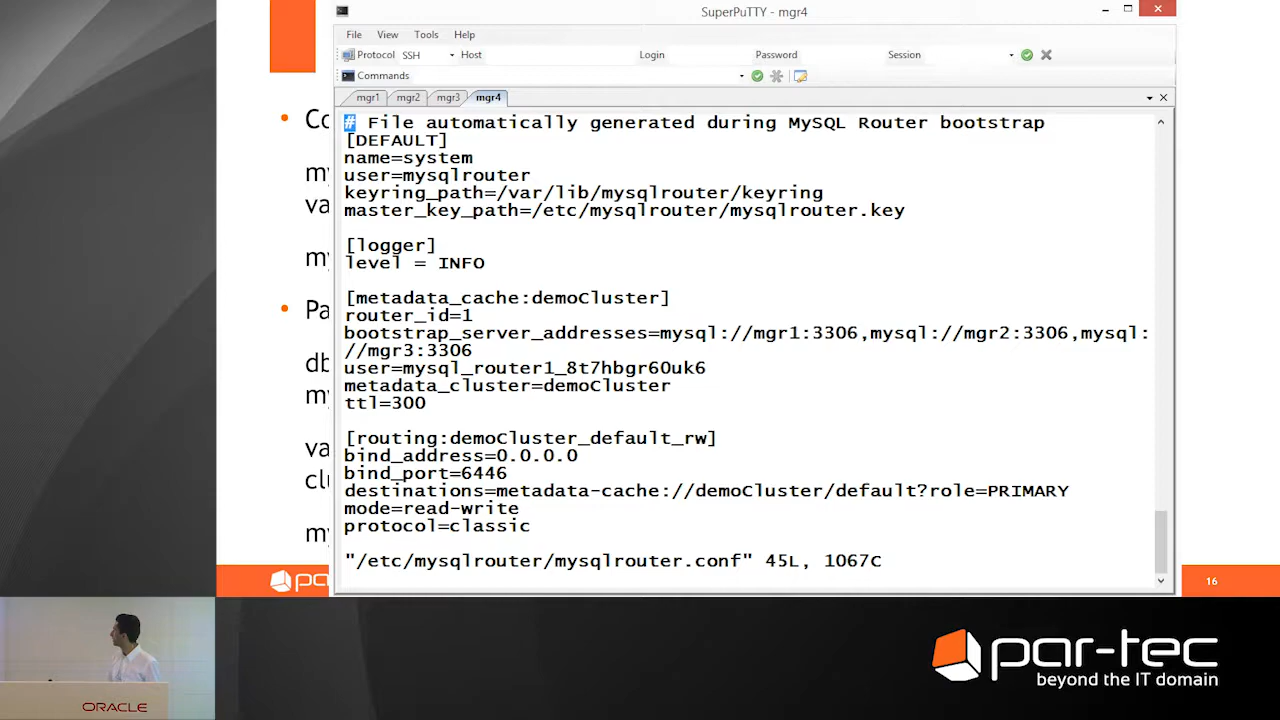 SuperPuTTY - mgr4
File View Tools Help
Protocol SSH Host Login Password Session
Commands
mgr1 mgr2 mgr3 mgr4
# File automatically generated during MySQL Router bootstrap
[DEFAULT]
name=system
user=mysqlrouter
keyring_path=/var/lib/mysqlrouter/keyring
master_key_path=/etc/mysqlrouter/mysqlrouter.key
[logger]
level = INFO
[metadata_cache:demoCluster]
router_id=1
bootstrap_server_addresses=mysql://mgr1:3306,mysql://mgr2:3306,mysql:
//mgr3:3306
user=mysql_router1_8t7hbgr60uk6
metadata_cluster=demoCluster
ttl=300
[routing:demoCluster_default_rw]
bind_address=0.0.0.0
bind_port=6446
destinations=metadata-cache://demoCluster/default?role=PRIMARY
mode=read-write
protocol=classic
"/etc/mysqlrouter/mysqlrouter.conf" 45L, 1067C
16
ORACLE
par-tec
beyond the IT domain